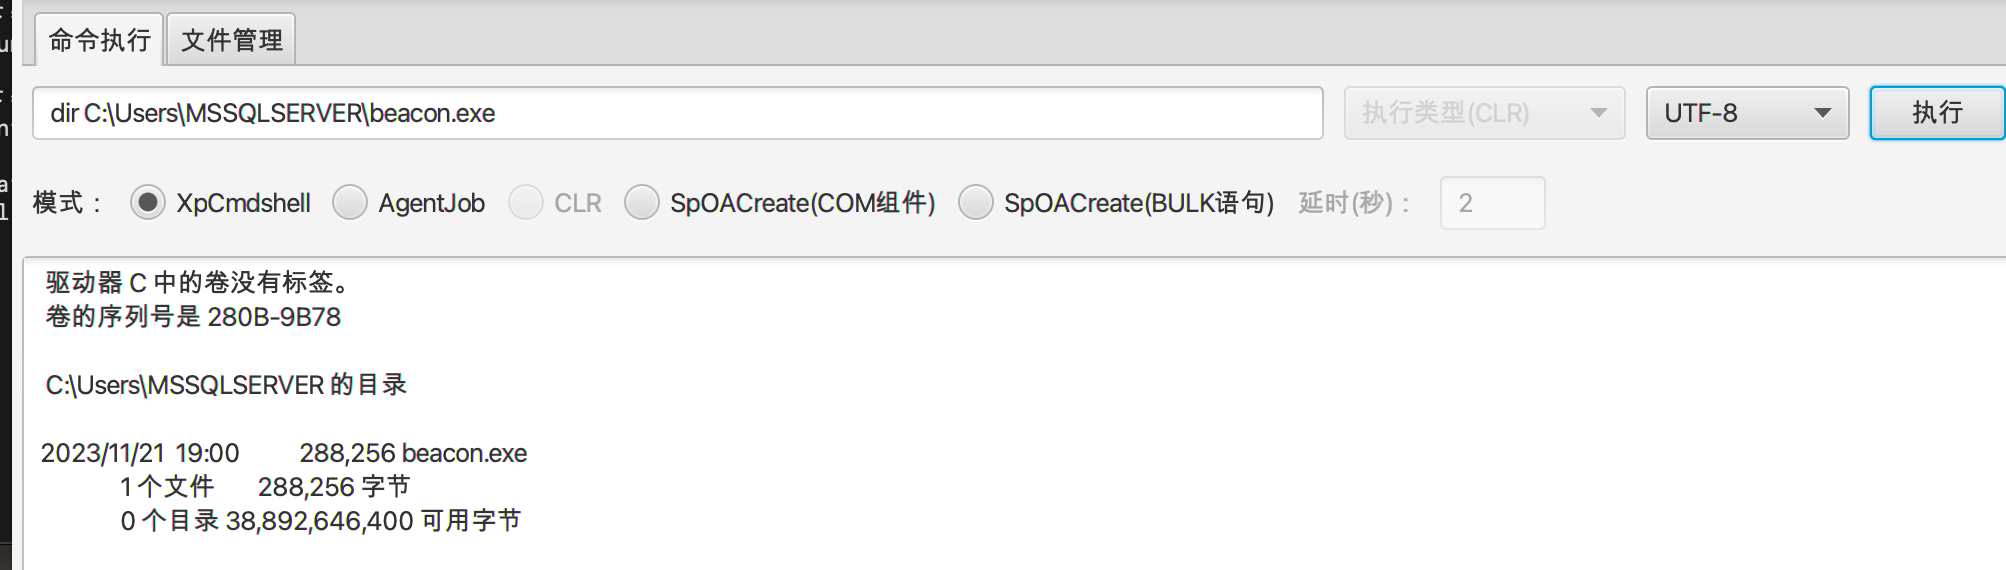 命令执行 文件管理
dir C:\Users\MSSQLSERVER\beacon.exe 执行类型(CLR) UTF-8 执行
模式： XpCmdshell AgentJob CLR SpOACreate(COM组件) SpOACreate(BULK语句) 延时(秒)： 2
驱动器 C 中的卷没有标签。
卷的序列号是 280B-9B78
C:\Users\MSSQLSERVER 的目录
2023/11/21 19:00 288,256 beacon.exe
1 个文件 288,256 字节
0 个目录 38,892,646,400 可用字节